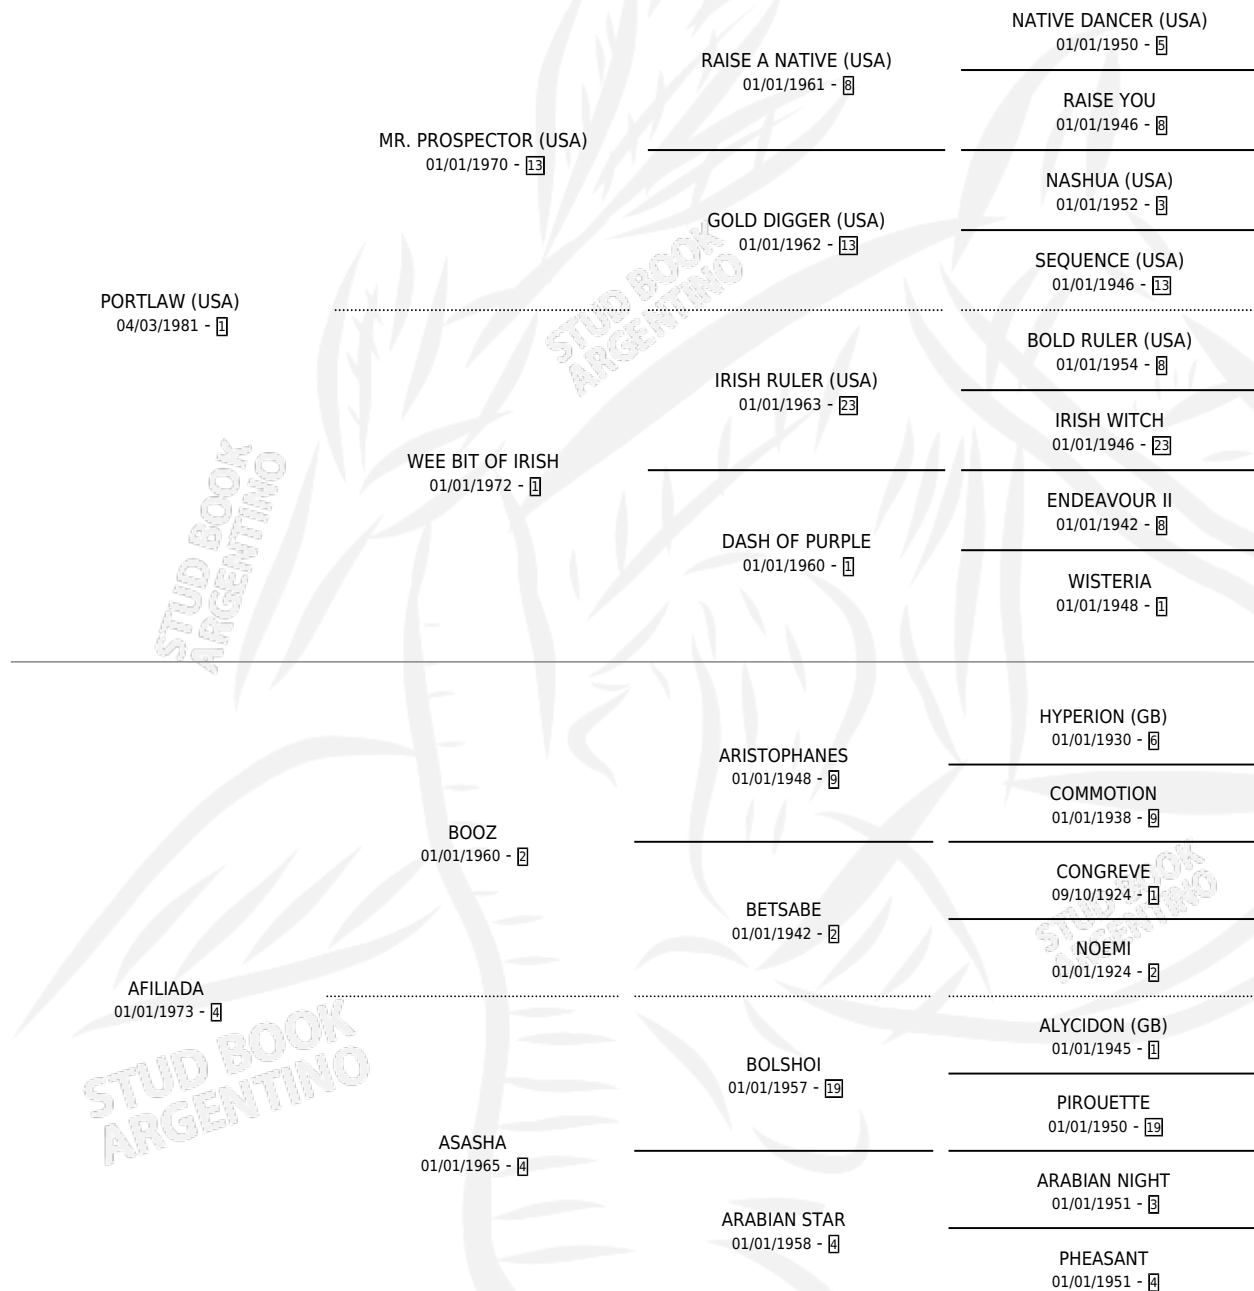 NATIVE DANCER (USA)
01/01/1950 - 5
RAISE A NATIVE (USA)
01/01/1961 - 8
RAISE YOU
01/01/1946 - 8
MR. PROSPECTOR (USA)
01/01/1970 - 13
NASHUA (USA)
01/01/1952 - 3
GOLD DIGGER (USA)
01/01/1962 - 13
SEQUENCE (USA)
01/01/1946 - 13
PORTLAW (USA)
04/03/1981 - 1
BOLD RULER (USA)
01/01/1954 - 8
IRISH RULER (USA)
01/01/1963 - 23
IRISH WITCH
01/01/1946 - 23
WEE BIT OF IRISH
01/01/1972 - 1
ENDEAVOUR II
01/01/1942 - 8
DASH OF PURPLE
01/01/1960 - 1
WISTERIA
01/01/1948 - 1
HYPERION (GB)
01/01/1930 - 6
ARISTOPHANES
01/01/1948 - 9
COMMOTION
01/01/1938 - 9
BOOZ
01/01/1960 - 2
CONGREVE
09/10/1924 - 1
BETSABE
01/01/1942 - 2
NOEMI
01/01/1924 - 2
AFILIADA
01/01/1973 - 4
ALYCIDON (GB)
01/01/1945 - 1
BOLSHOI
01/01/1957 - 19
PIROUETTE
01/01/1950 - 19
ASASHA
01/01/1965 - 4
ARABIAN NIGHT
01/01/1951 - 3
ARABIAN STAR
01/01/1958 - 4
PHEASANT
01/01/1951 - 4
STUD BOOK
ARGENTINO
STUD BOOK
ARGENTINO
STUD BOOK
ARGENTINO
STUD BOOK
ARGENTINO